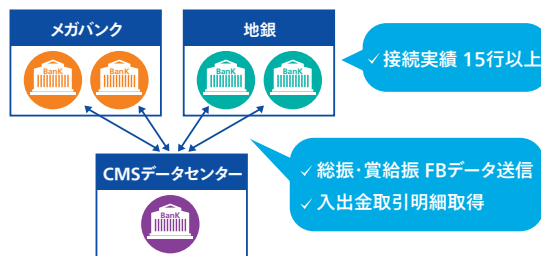 メガバンク
地銀
BanK
BanK
BanK
BanK
✓接続実績 15行以上
CMSデータセンター
BanK
✓総振・賞給振 FBデータ送信
✓入出金取引明細取得